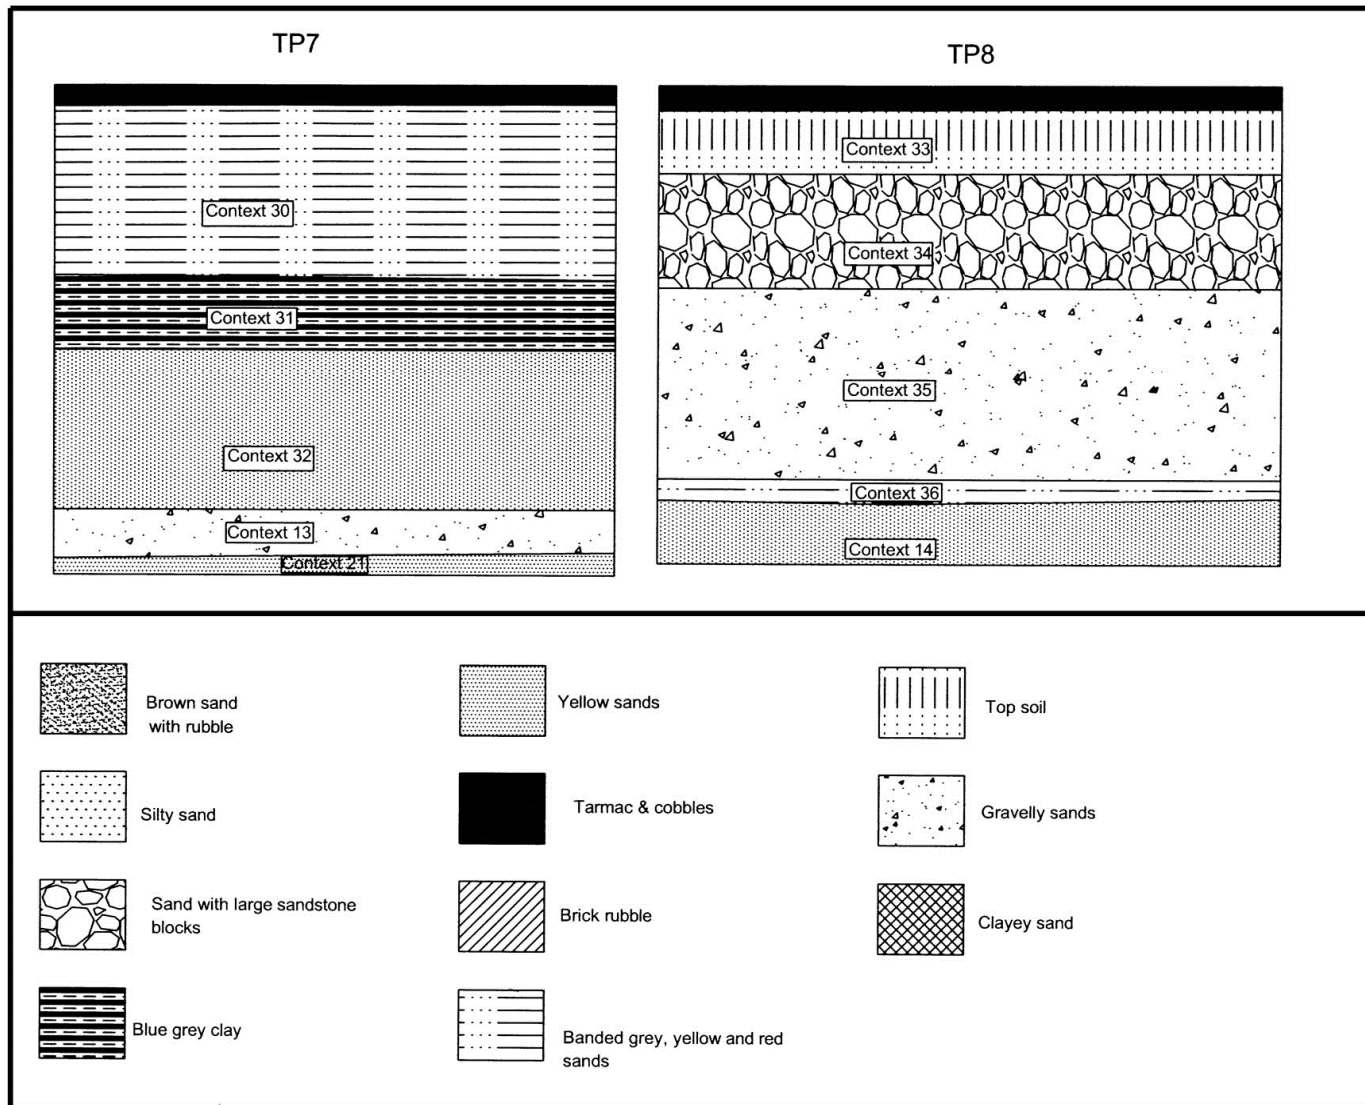 TP7
TP8
Context 30
Context 31
Context 32
Context 13
Context 21
Context 33
Context 34
Context 35
Context 36
Context 14
Brown sand
with rubble
Yellow sands
Top soil
Silty sand
Tarmac & cobbles
Gravelly sands
Sand with large sandstone
blocks
Brick rubble
Clayey sand
Blue grey clay
Banded grey, yellow and red
sands